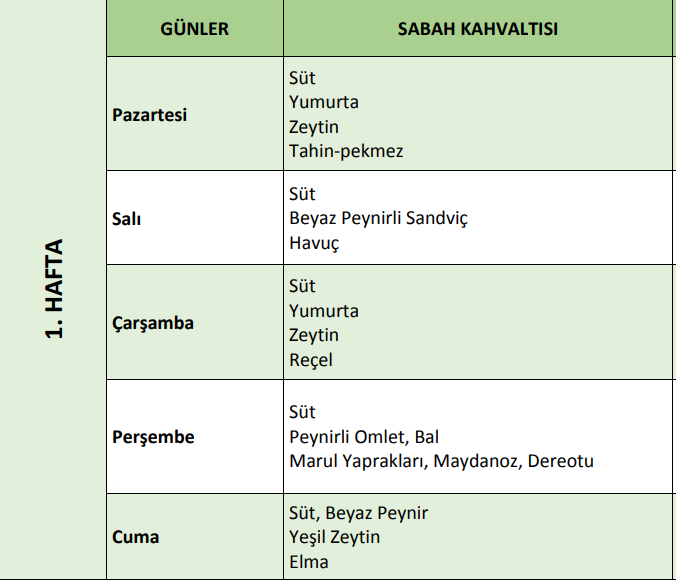 GÜNLER
SABAH KAHVALTISI
1. HAFTA
Pazartesi
Süt
Yumurta
Zeytin
Tahin-pekmez
Salı
Süt
Beyaz Peynirli Sandviç
Havuç
Çarşamba
Süt
Yumurta
Zeytin
Reçel
Perşembe
Süt
Peynirli Omlet, Bal
Marul Yaprakları, Maydanoz, Dereotu
Cuma
Süt, Beyaz Peynir
Yeşil Zeytin
Elma